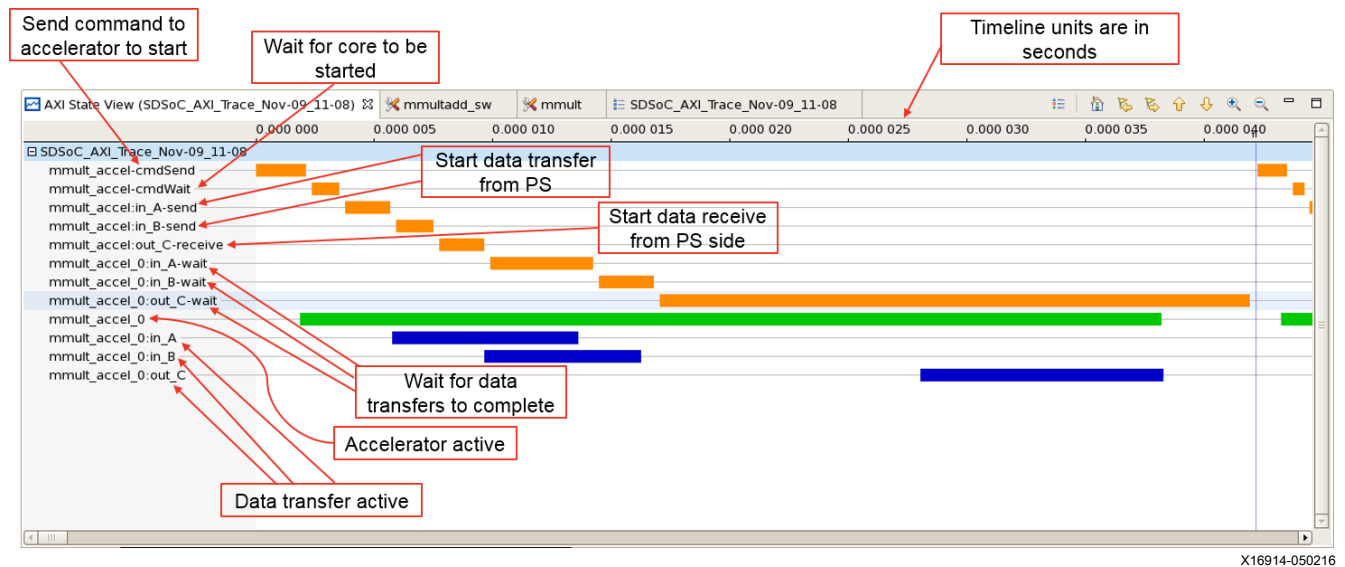 Send command to
accelerator to start
Wait for core to be
started
Timeline units are in
seconds
AXI State View (SDSoC_AXI_Trace_Nov-09_11-08)
mmultadd_sw
mmult
SDSoC_AXI_Trace_Nov-09_11-08
0.000 000
0.000 005
0.000 010
0.000 015
0.000 020
0.000 025
0.000 030
0.000 035
0.000 040
SDSoC_AXI_Trace_Nov-09_11-08
mmult_accel-cmdSend
mmult_accel-cmdWait
mmult_accel:in_A-send
mmult_accel:in_B-send
mmult_accel:out_C-receive
mmult_accel_0:in_A-wait
mmult_accel_0:in_B-wait
mmult_accel_0:out_C-wait
mmult_accel_0
mmult_accel_0:in_A
mmult_accel_0:in_B
mmult_accel_0:out_C
Start data transfer
from PS
Start data receive
from PS side
Wait for data
transfers to complete
Accelerator active
Data transfer active
X16914-050216